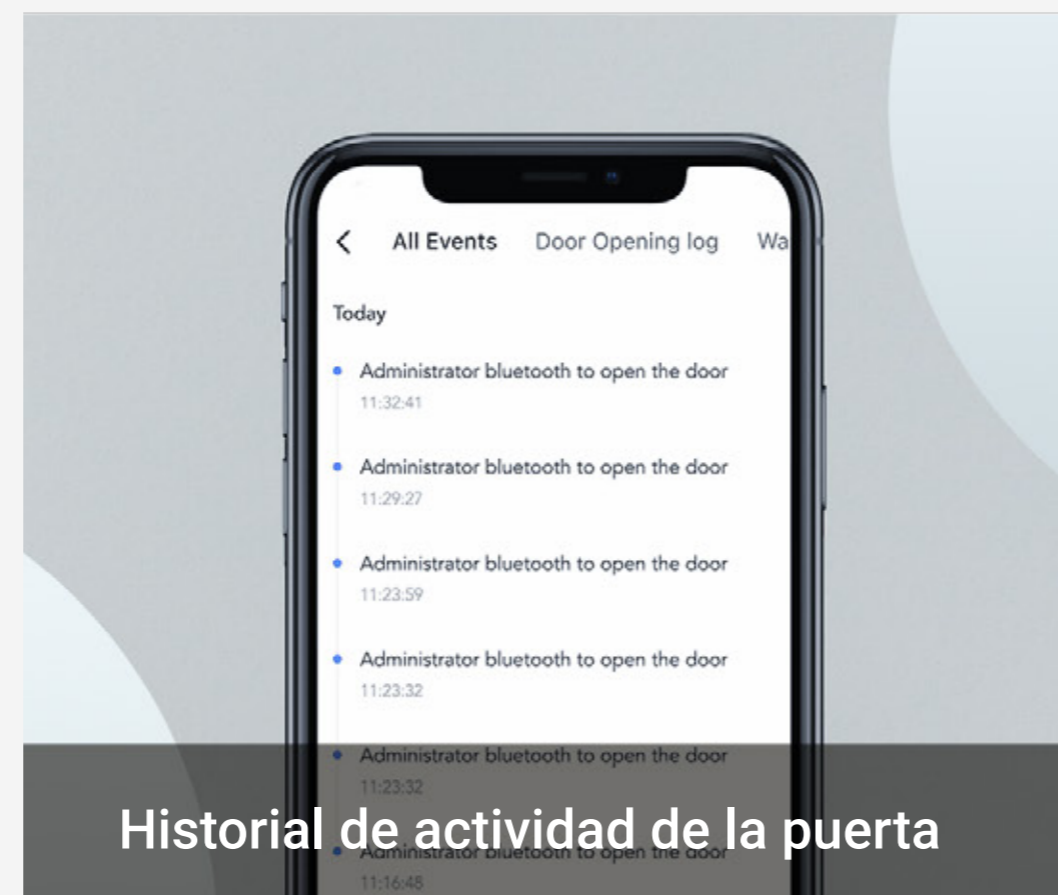 All Events Door Opening log Wa
Today
Administrator bluetooth to open the door
11:32:41
Administrator bluetooth to open the door
11:29:27
Administrator bluetooth to open the door
11:23:59
Administrator bluetooth to open the door
11:23:32
Administrator bluetooth to open the door
11:23:32
Historial de actividad de la puerta
Administrator bluetooth to open the door
11:16:48